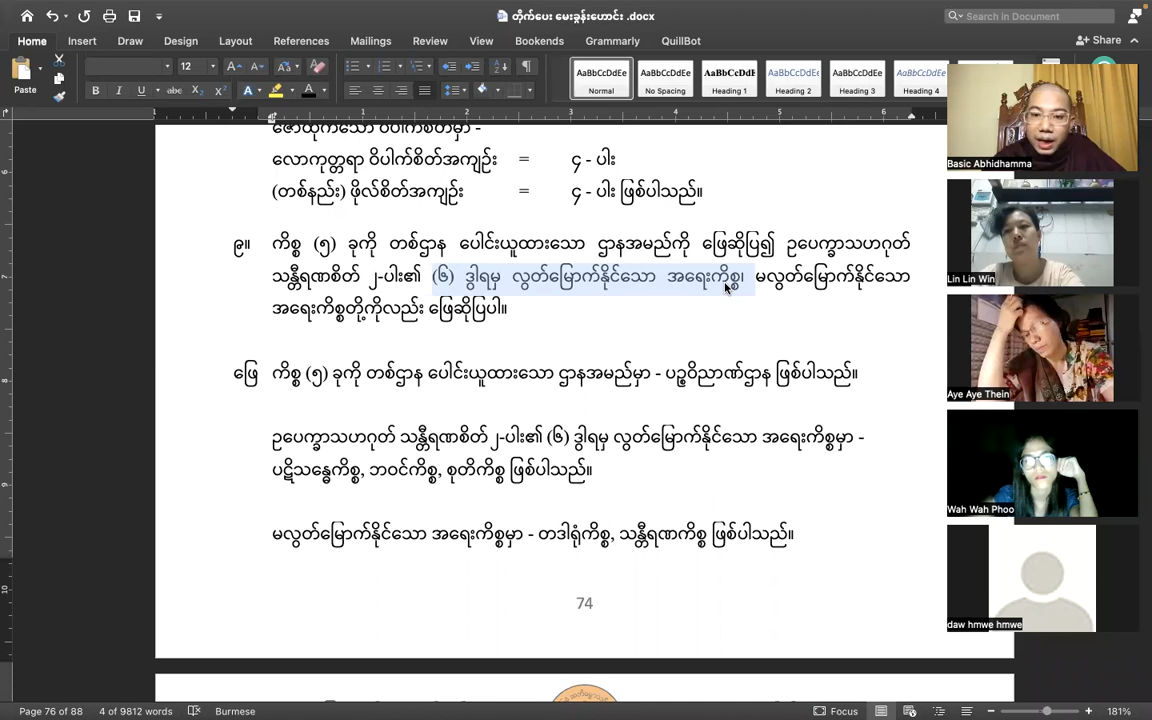 တိုက်ပေး မေးခွန်းဟောင်း .docx
Search in Document
Home Insert Draw Design Layout References Mailings Review View Bookends Grammarly QuillBot
Share
Paste
12
Normal No Spacing Heading 1 Heading 2 Heading 3 Heading 4
လောကုတ္တရာ ဝိပါက်စိတ်အကျဉ်း = ၄ - ပါး
(တစ်နည်း) ဖိုလ်စိတ်အကျဉ်း = ၄ - ပါး ဖြစ်ပါသည်။
၉။ ကိစ္စ (၅) ခုကို တစ်ဌာန ပေါင်းယူထားသော ဌာနအမည်ကို ဖြေဆိုပြ၍ ဥပေက္ခာသဟဂုတ်
သန္တီရဏစိတ် ၂-ပါး၏ (၆) ဒွါရမှ လွတ်မြောက်နိုင်သော အရေးကိစ္စ၊ မလွတ်မြောက်နိုင်သော
အရေးကိစ္စတို့ကိုလည်း ဖြေဆိုပြပါ။
ဖြေ ကိစ္စ (၅) ခုကို တစ်ဌာန ပေါင်းယူထားသော ဌာနအမည်မှာ - ပဉ္စဝိညာဏ်ဌာန ဖြစ်ပါသည်။
ဥပေက္ခာသဟဂုတ် သန္တီရဏစိတ်၂-ပါး၏ (၆) ဒွါရမှ လွတ်မြောက်နိုင်သော အရေးကိစ္စမှာ -
ပဋိသန္ဓေကိစ္စ, ဘဝင်ကိစ္စ, စုတိကိစ္စ ဖြစ်ပါသည်။
မလွတ်မြောက်နိုင်သော အရေးကိစ္စမှာ - တဒါရုံကိစ္စ, သန္တီရဏကိစ္စ ဖြစ်ပါသည်။
74
Basic Abhidhamma
Lin Lin Win
Aye Aye Thein
Wah Wah Phoo
daw hmwe hmwe
Page 76 of 88 4 of 9812 words Burmese Focus 181%